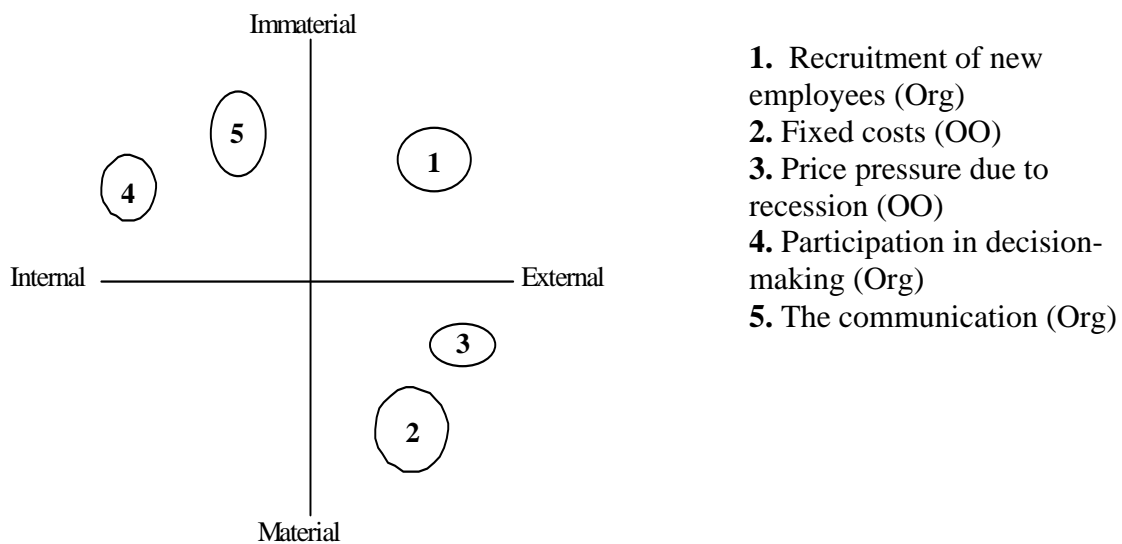 Immaterial
5
1
4
Internal
External
3
2
Material
1. Recruitment of new
employees (Org)
2. Fixed costs (OO)
3. Price pressure due to
recession (OO)
4. Participation in decision-
making (Org)
5. The communication (Org)